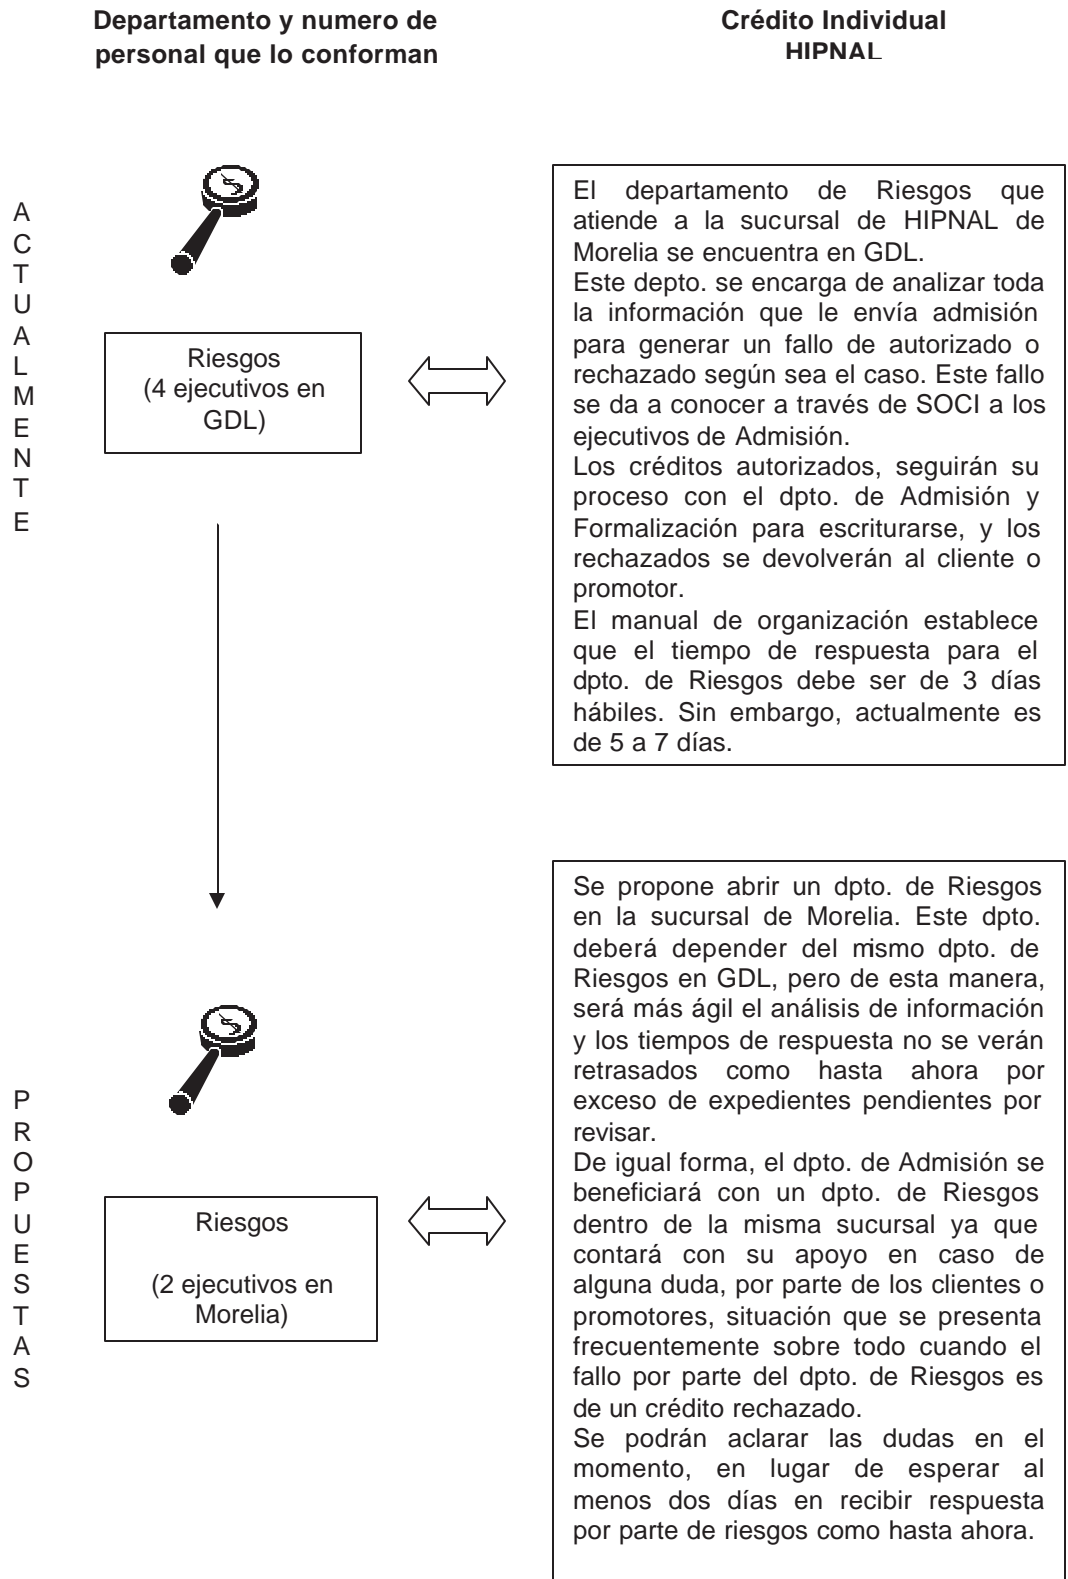 Departamento y numero de
personal que lo conforman
Crédito Individual
HIPNAL
A
C
T
U
A
L
M
E
N
T
E
Riesgos
(4 ejecutivos en
GDL)
El departamento de Riesgos que
atiende a la sucursal de HIPNAL de
Morelia se encuentra en GDL.
Este depto. se encarga de analizar toda
la información que le envía admisión
para generar un fallo de autorizado o
rechazado según sea el caso. Este fallo
se da a conocer a través de SOCI a los
ejecutivos de Admisión.
Los créditos autorizados, seguirán su
proceso con el dpto. de Admisión y
Formalización para escriturarse, y los
rechazados se devolverán al cliente o
promotor.
El manual de organización establece
que el tiempo de respuesta para el
dpto. de Riesgos debe ser de 3 días
hábiles. Sin embargo, actualmente es
de 5 a 7 días.
P
R
O
P
U
E
S
T
A
S
Riesgos
(2 ejecutivos en
Morelia)
Se propone abrir un dpto. de Riesgos
en la sucursal de Morelia. Este dpto.
deberá depender del mismo dpto. de
Riesgos en GDL, pero de esta manera,
será más ágil el análisis de información
y los tiempos de respuesta no se verán
retrasados como hasta ahora por
exceso de expedientes pendientes por
revisar.
De igual forma, el dpto. de Admisión se
beneficiará con un dpto. de Riesgos
dentro de la misma sucursal ya que
contará con su apoyo en caso de
alguna duda, por parte de los clientes o
promotores, situación que se presenta
frecuentemente sobre todo cuando el
fallo por parte del dpto. de Riesgos es
de un crédito rechazado.
Se podrán aclarar las dudas en el
momento, en lugar de esperar al
menos dos días en recibir respuesta
por parte de riesgos como hasta ahora.